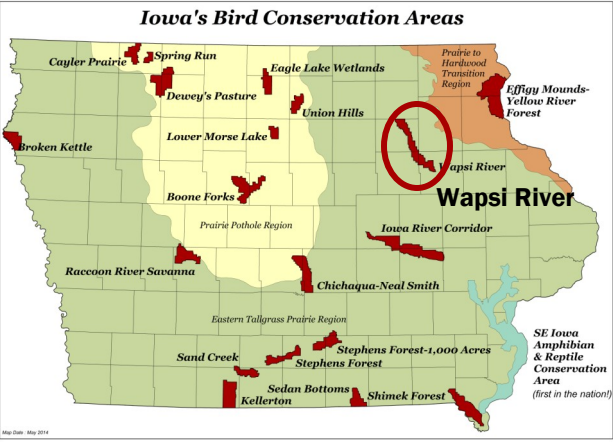 Iowa's Bird Conservation Areas
Cayler Prairie
Spring Run
Dewey's Pasture
Eagle Lake Wetlands
Union Hills
Prairie to
Hardwood
Transition
Region
Effigy Mounds-
Yellow River
Forest
Lower Morse Lake
Broken Kettle
Wapsi River
Wapsi River
Boone Forks
Prairie Pothole Region
Iowa River Corridor
Raccoon River Savanna
Chichaqua-Neal Smith
Eastern Tallgrass Prairie Region
Stephens Forest-1,000 Acres
Stephens Forest
Sand Creek
SE Iowa
Amphibian
& Reptile
Conservation
Area
(first in the nation!)
Kellerton
Sedan Bottoms
Shimek Forest
Map Date : May 2014